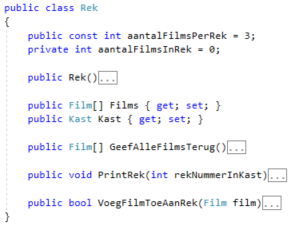 public class Rek
{
public const int aantalFilmsPerRek = 3;
private int aantalFilmsInRek = 0;
public Rek()...
public Film[] Films { get; set; }
public Kast Kast { get; set; }
public Film[] GeefAlleFilmsTerug()...
public void PrintRek(int rekNummerInKast)...
public bool VoegFilmToeAanRek(Film film)...
}